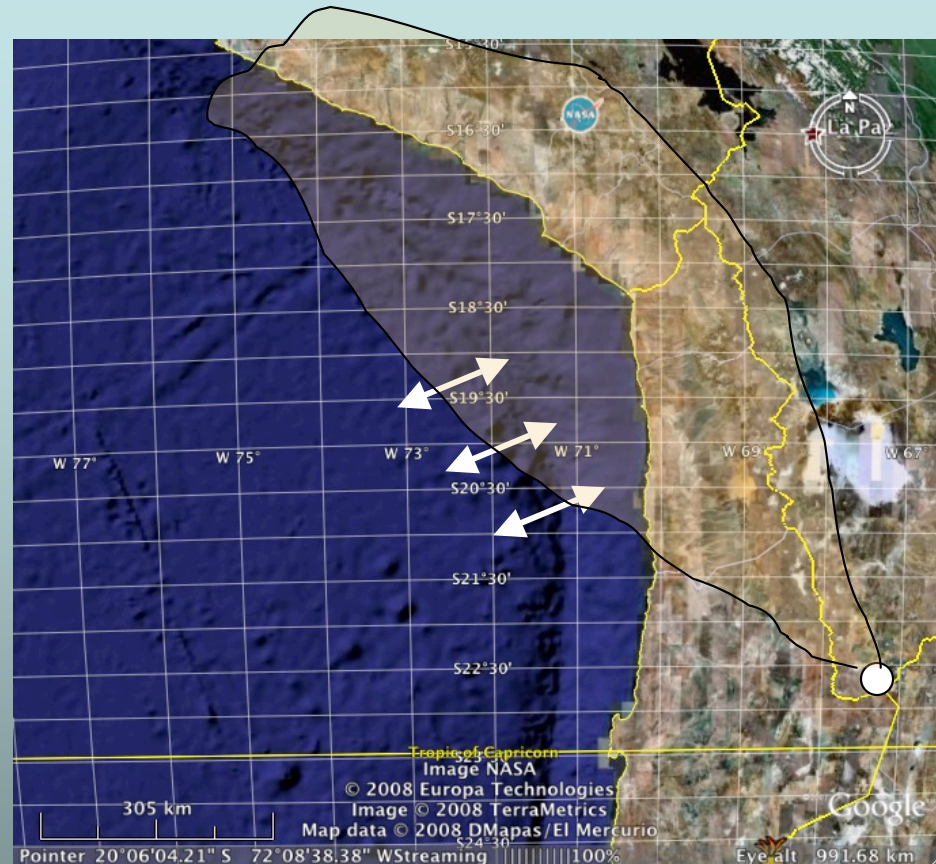 S15°30'
NASA
S16°30'
N
La Paz
S17°30'
S18°30'
S19°30'
W 77°
W 75°
W 73°
W 71°
W 69°
W 67°
S20°30'
S21°30'
S22°30'
Tropic of Capricorn
Image NASA
© 2008 Europa Technologies
Image © 2008 TerraMetrics
Map data © 2008 DMapas/El Mercurio
305 km
Google
S24°30'
Pointer 20°06'04.21" S 72°08'38.38" W
Streaming ||||||||| 100%
Eye alt 991.68 km